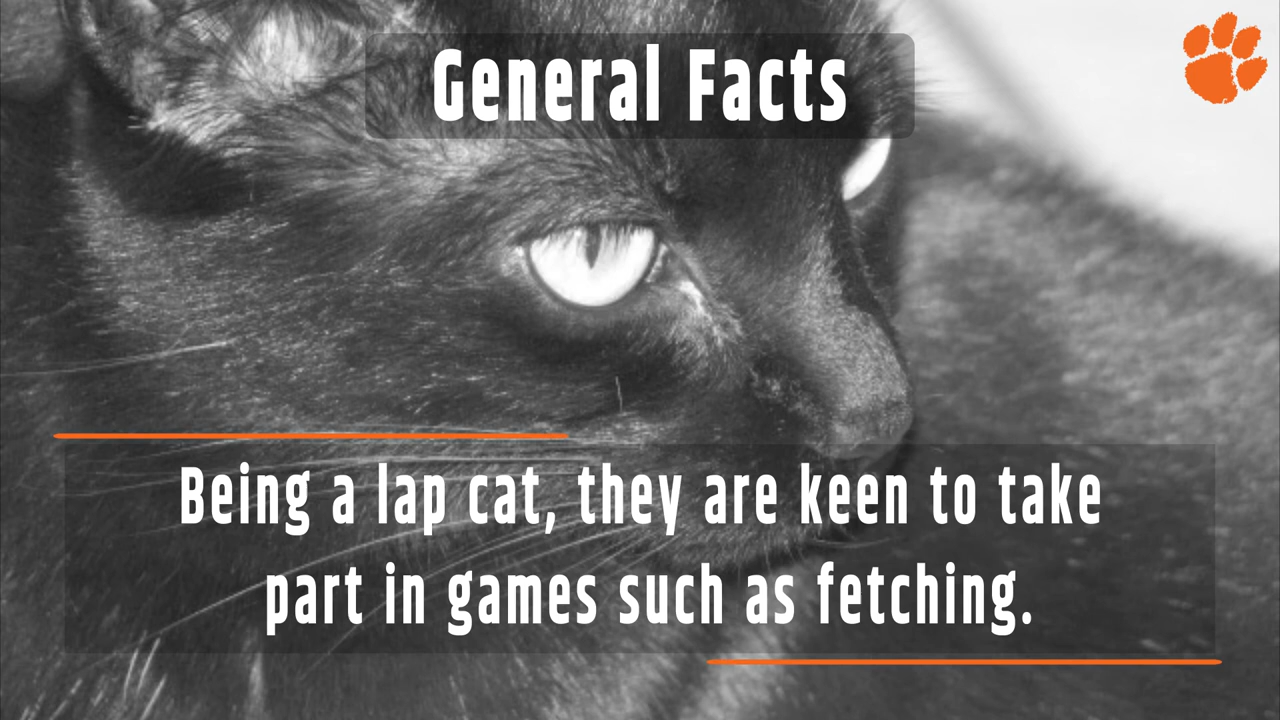 General Facts
Being a lap cat, they are keen to take
part in games such as fetching.